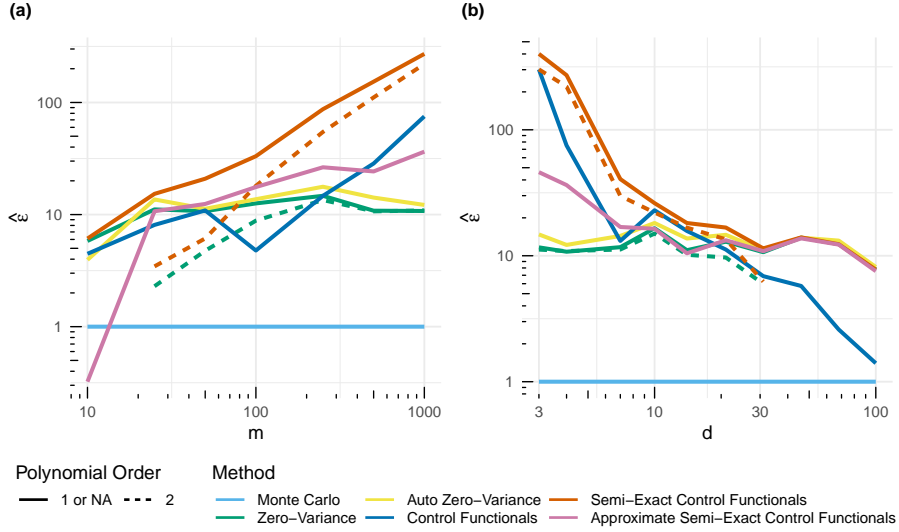 (a)
(b)
100
10
1
ε̂
10
100
1000
m
100
10
1
ε̂
3
10
30
100
d
Polynomial Order
1 or NA
2
Method
Monte Carlo
Auto Zero−Variance
Semi−Exact Control Functionals
Zero−Variance
Control Functionals
Approximate Semi−Exact Control Functionals